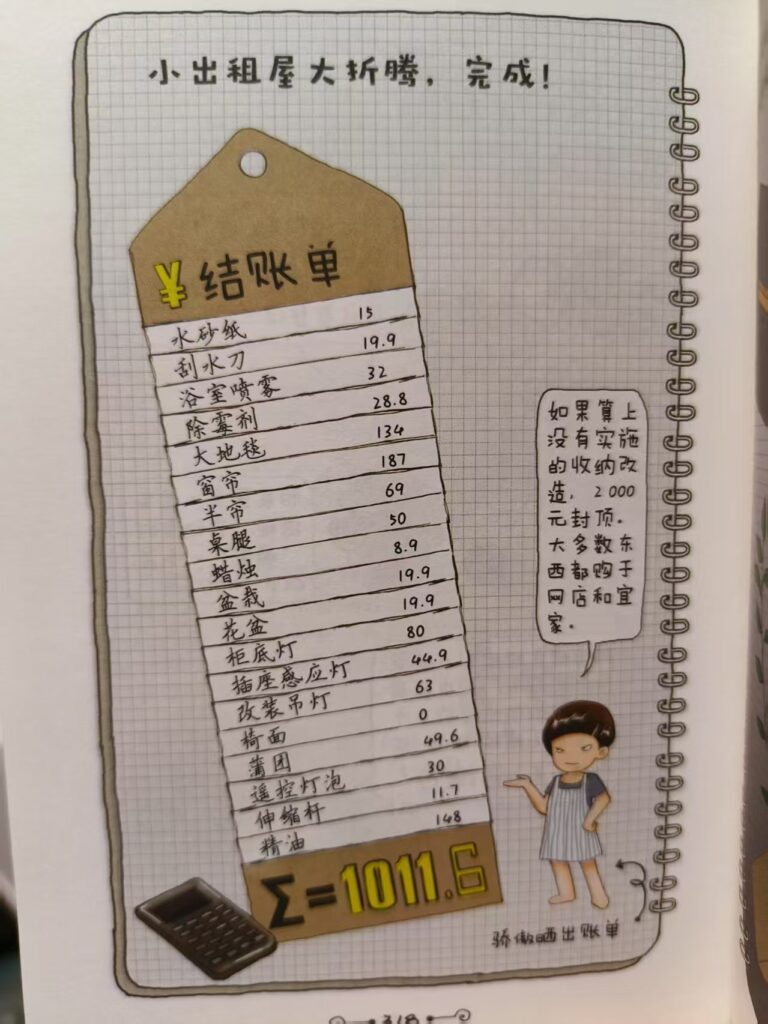 小出租屋大折腾，完成！
¥结账单
水砂纸 15
刮水刀 19.9
浴室喷雾 32
除霉剂 28.8
大地毯 134
窗帘 187
半帘 69
桌腿 50
蜡烛 8.9
盆栽 19.9
花盆 19.9
柜底灯 80
插座感应灯 44.9
改装吊灯 63
椅面 0
蒲团 49.6
遥控灯泡 30
伸缩杆 11.7
精油 148
Σ=1011.6
如果算上
没有实施
的收纳改
造，2000
元封顶。
大多数东
西都购于
网店和宜
家。
骄傲晒出账单
318